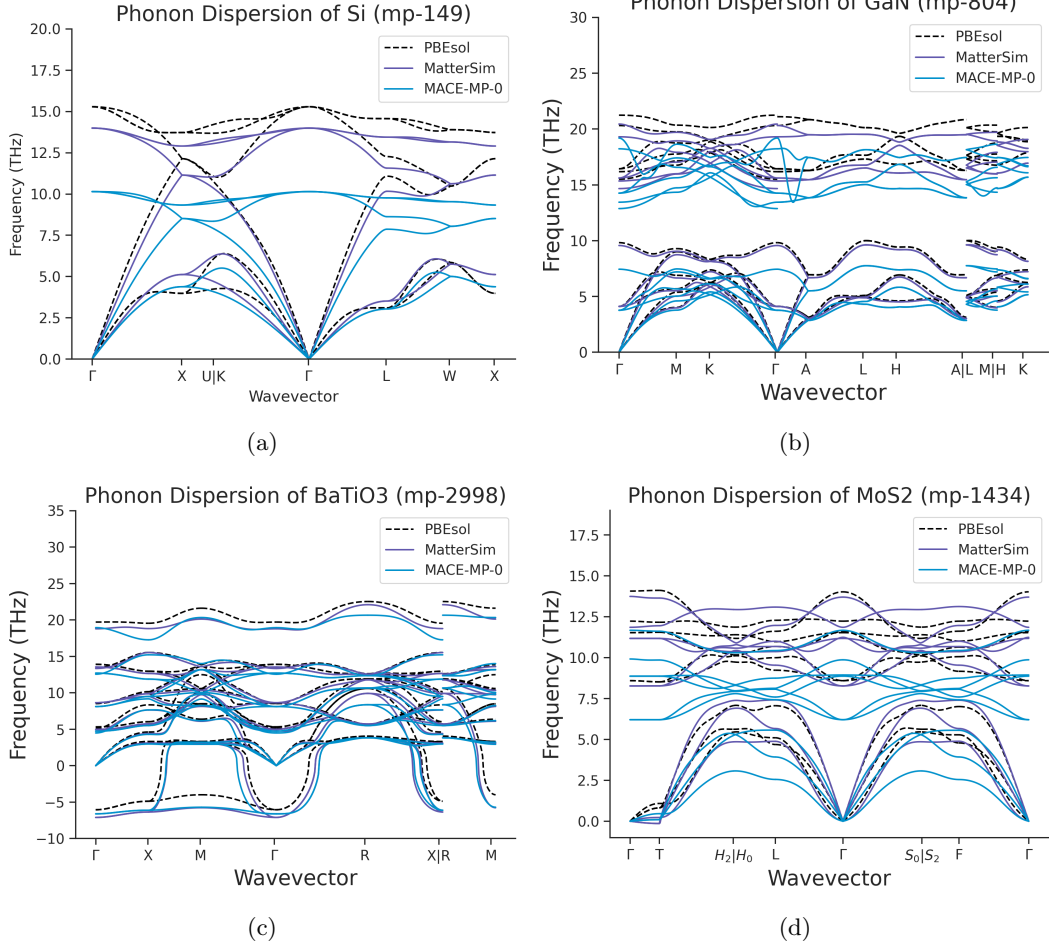 Phonon Dispersion of Si (mp-149)
20.0
17.5
15.0
12.5
10.0
7.5
5.0
2.5
0.0
Frequency (THz)
PBEsol
MatterSim
MACE-MP-0
Γ X U|K Γ L W X
Wavevector
(a)
Phonon Dispersion of GaN (mp-804)
30
25
20
15
10
5
0
Frequency (THz)
PBEsol
MatterSim
MACE-MP-0
Γ M K Γ A L H A|L M|H K
Wavevector
(b)
Phonon Dispersion of BaTiO3 (mp-2998)
35
30
25
20
15
10
5
0
−5
−10
Frequency (THz)
PBEsol
MatterSim
MACE-MP-0
Γ X M Γ R X|R M
Wavevector
(c)
Phonon Dispersion of MoS2 (mp-1434)
17.5
15.0
12.5
10.0
7.5
5.0
2.5
0.0
Frequency (THz)
PBEsol
MatterSim
MACE-MP-0
Γ T H₂|H₀ L Γ S₀|S₂ F Γ
Wavevector
(d)